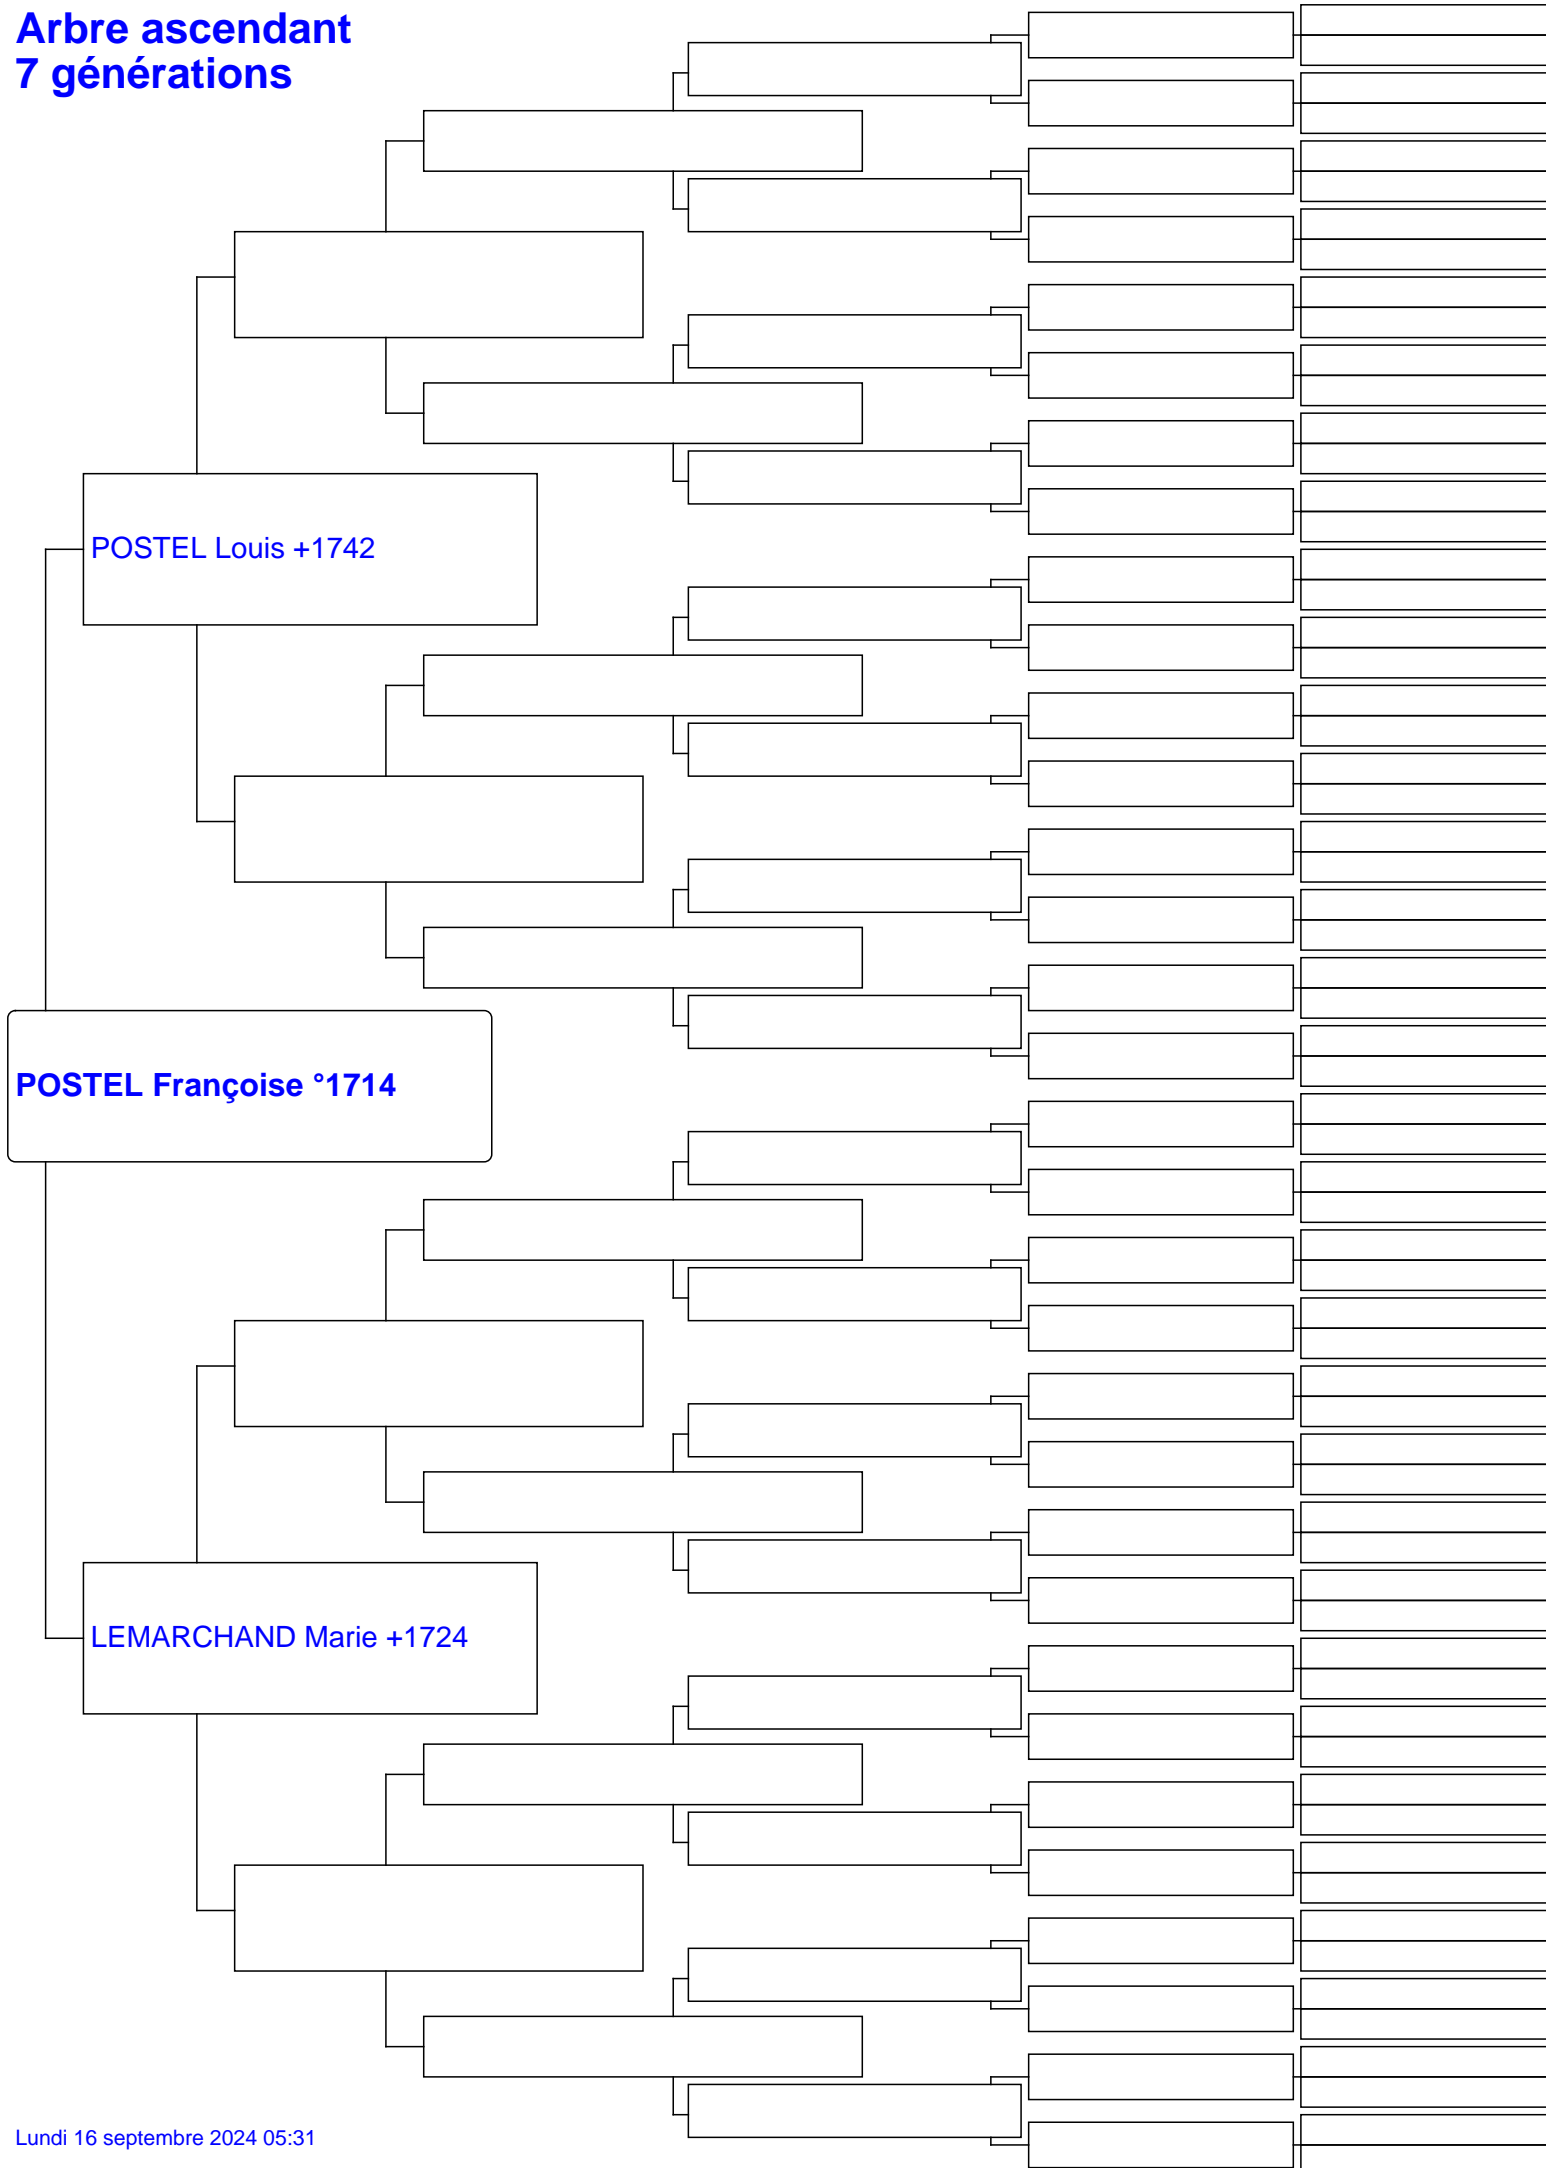 Arbre ascendant
7 générations
POSTEL Louis +1742
POSTEL Françoise °1714
LEMARCHAND Marie +1724
Lundi 16 septembre 2024 05:31